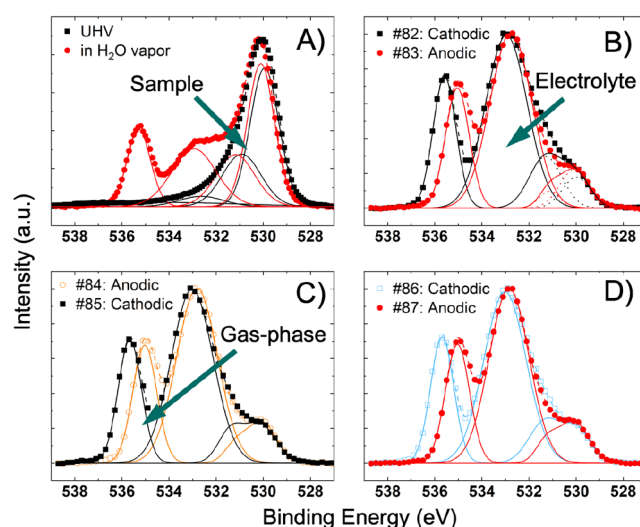 UHV
in H₂O vapor
A)
Sample
538 536 534 532 530 528
#82: Cathodic
#83: Anodic
B)
Electrolyte
538 536 534 532 530 528
Intensity (a.u.)
C)
#84: Anodic
#85: Cathodic
Gas-phase
538 536 534 532 530 528
#86: Cathodic
#87: Anodic
D)
538 536 534 532 530 528
Binding Energy (eV)